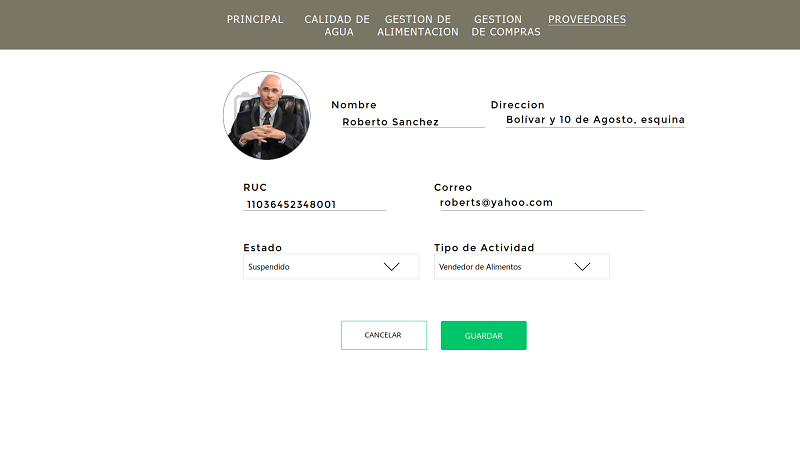 PRINCIPAL
CALIDAD DE
AGUA
GESTION DE
ALIMENTACION
GESTION
DE COMPRAS
PROVEEDORES
Nombre
Roberto Sanchez
Direccion
Bolívar y 10 de Agosto, esquina
RUC
11036452348001
Correo
roberts@yahoo.com
Estado
Suspendido
Tipo de Actividad
Vendedor de Alimentos
CANCELAR
GUARDAR